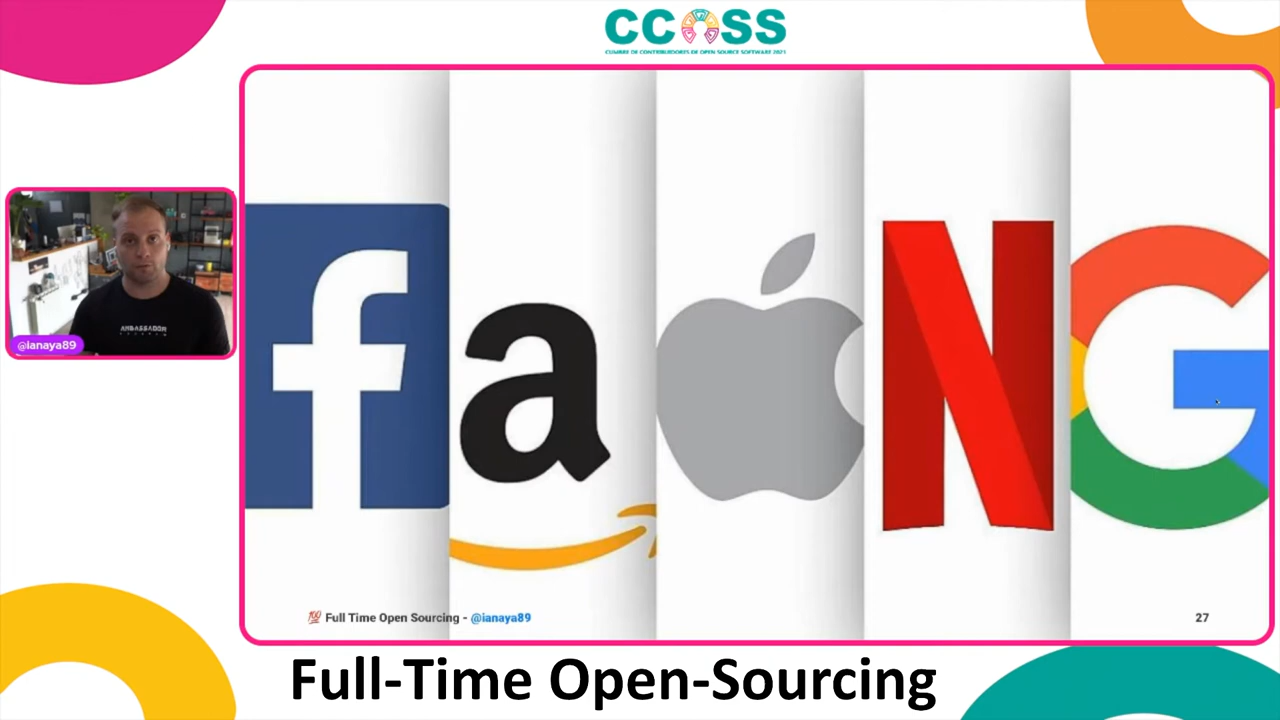 CCOSS
CUMBRE DE CONTRIBUIDORES DE OPEN SOURCE SOFTWARE 2021
f
a
N
G
AMBASSADOR
@ianaya89
💯 Full Time Open Sourcing - @ianaya89
27
Full-Time Open-Sourcing